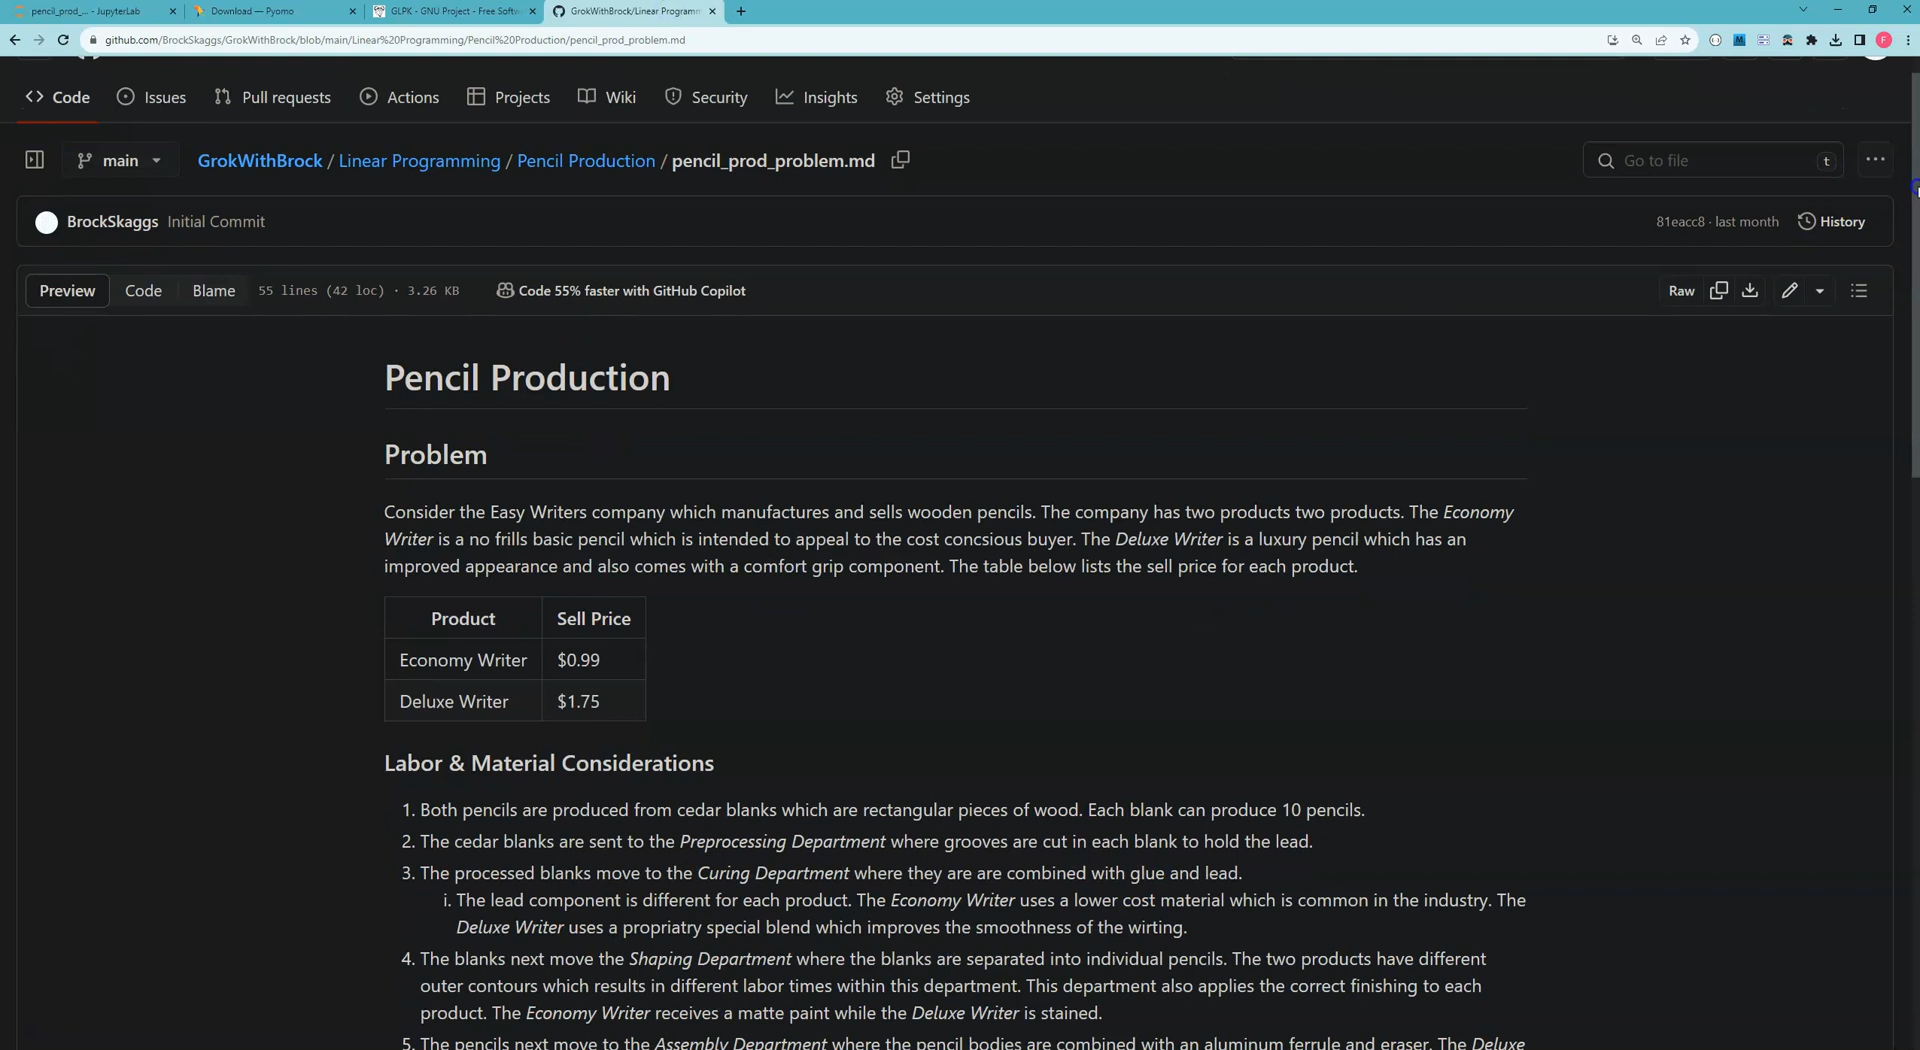 pencil_prod_... - JupyterLab
Download — Pyomo
GLPK - GNU Project - Free Softw
GrokWithBrock/Linear Programm
github.com/BrockSkaggs/GrokWithBrock/blob/main/Linear%20Programming/Pencil%20Production/pencil_prod_problem.md
F
Code
Issues
Pull requests
Actions
Projects
Wiki
Security
Insights
Settings
main
GrokWithBrock / Linear Programming / Pencil Production / pencil_prod_problem.md
Go to file
t
BrockSkaggs Initial Commit
81eacc8 · last month
History
Preview
Code
Blame
55 lines (42 loc) · 3.26 KB
Code 55% faster with GitHub Copilot
Raw
Pencil Production
Problem
Consider the Easy Writers company which manufactures and sells wooden pencils. The company has two products two products. The Economy
Writer is a no frills basic pencil which is intended to appeal to the cost concsious buyer. The Deluxe Writer is a luxury pencil which has an
improved appearance and also comes with a comfort grip component. The table below lists the sell price for each product.
Product Sell Price
Economy Writer $0.99
Deluxe Writer $1.75
Labor & Material Considerations
1. Both pencils are produced from cedar blanks which are rectangular pieces of wood. Each blank can produce 10 pencils.
2. The cedar blanks are sent to the Preprocessing Department where grooves are cut in each blank to hold the lead.
3. The processed blanks move to the Curing Department where they are are combined with glue and lead.
i. The lead component is different for each product. The Economy Writer uses a lower cost material which is common in the industry. The
Deluxe Writer uses a propriatry special blend which improves the smoothness of the wirting.
4. The blanks next move the Shaping Department where the blanks are separated into individual pencils. The two products have different
outer contours which results in different labor times within this department. This department also applies the correct finishing to each
product. The Economy Writer receives a matte paint while the Deluxe Writer is stained.
5. The pencils next move to the Assembly Department where the pencil bodies are combined with an aluminum ferrule and eraser. The Deluxe